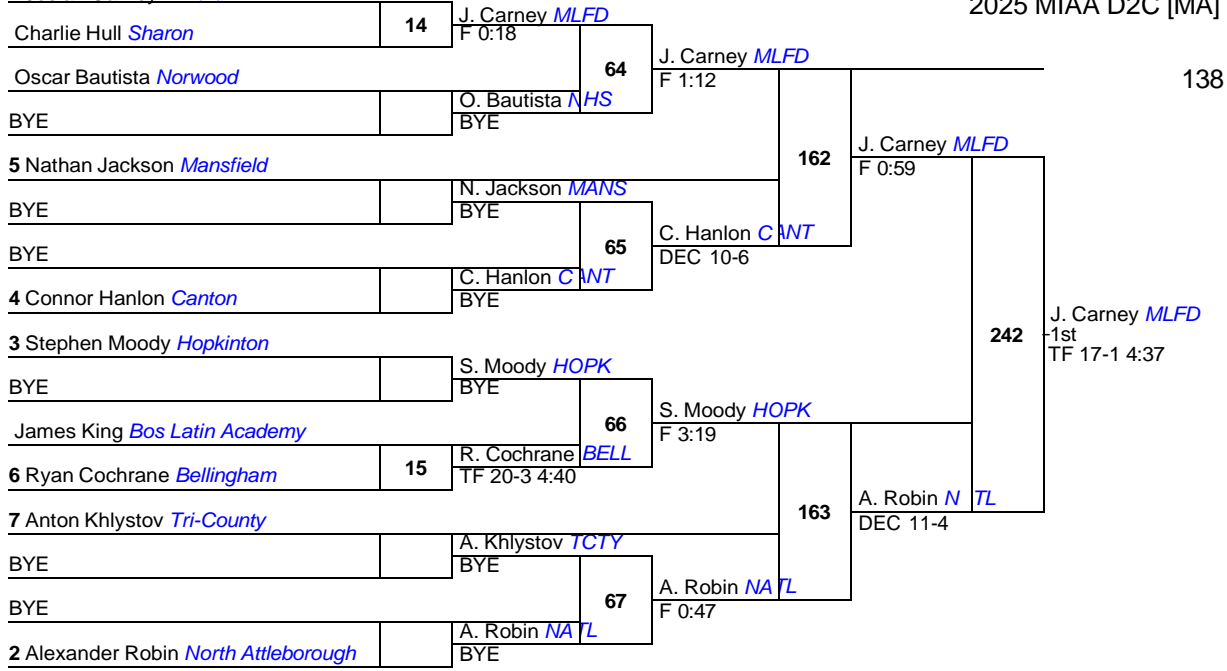 2025 MIAA D2C [MA]
138
Charlie Hull Sharon
14
J. Carney MLFD
F 0:18
Oscar Bautista Norwood
64
J. Carney MLFD
F 1:12
BYE
O. Bautista NHS
BYE
5 Nathan Jackson Mansfield
162
J. Carney MLFD
F 0:59
BYE
N. Jackson MANS
BYE
BYE
65
C. Hanlon CANT
DEC 10-6
4 Connor Hanlon Canton
C. Hanlon CANT
BYE
3 Stephen Moody Hopkinton
242
J. Carney MLFD
1st
TF 17-1 4:37
BYE
S. Moody HOPK
BYE
James King Bos Latin Academy
66
S. Moody HOPK
F 3:19
6 Ryan Cochrane Bellingham
15
R. Cochrane BELL
TF 20-3 4:40
7 Anton Khlystov Tri-County
163
A. Robin NATL
DEC 11-4
BYE
A. Khlystov TCTY
BYE
BYE
67
A. Robin NATL
F 0:47
2 Alexander Robin North Attleborough
A. Robin NATL
BYE